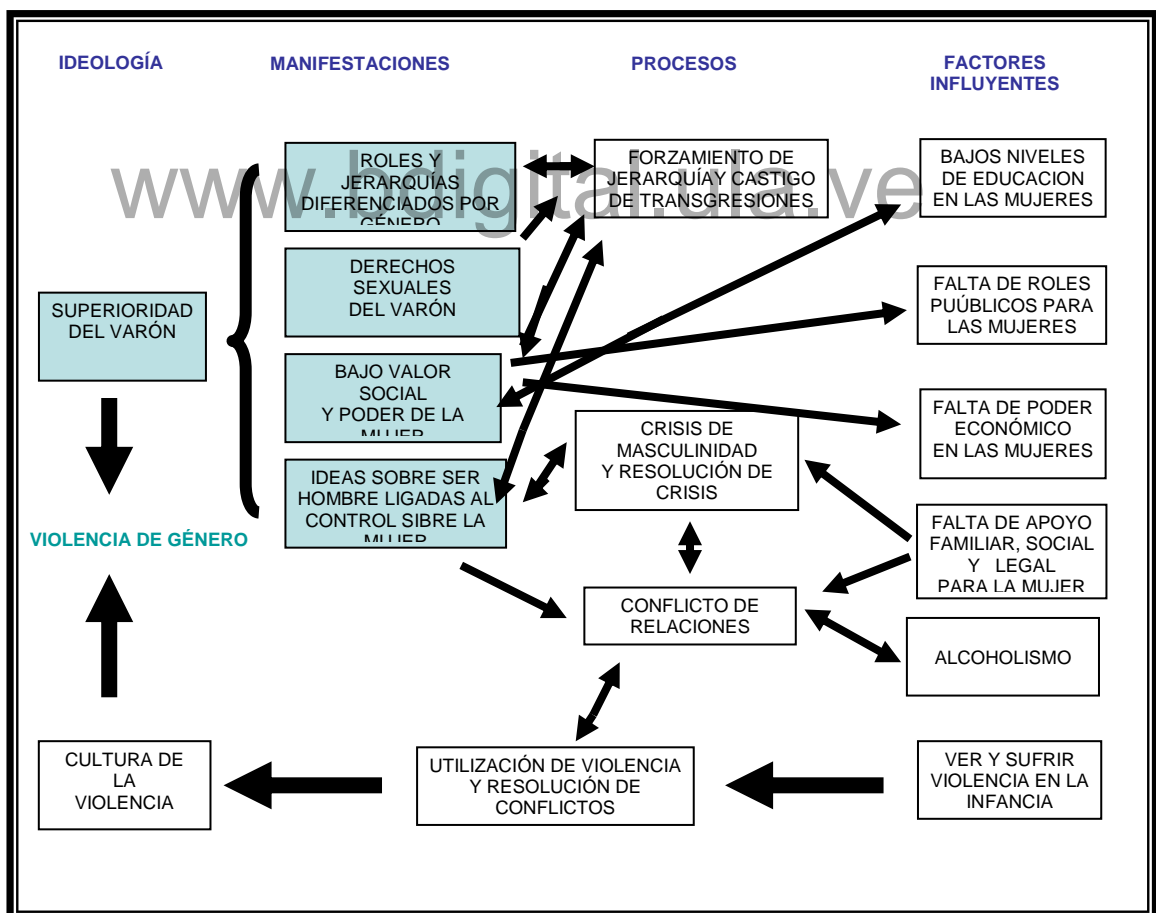 IDEOLOGÍA
MANIFESTACIONES
PROCESOS
FACTORES
INFLUYENTES
www.bdigital.ula.ve
ROLES Y
JERARQUÍAS
DIFERENCIADOS POR
GÉNERO
FORZAMIENTO DE
JERARQUÍAY CASTIGO
DE TRANSGRESIONES
BAJOS NIVELES
DE EDUCACION
EN LAS MUJERES
DERECHOS
SEXUALES
DEL VARÓN
FALTA DE ROLES
PUÚBLICOS PARA
LAS MUJERES
SUPERIORIDAD
DEL VARÓN
BAJO VALOR
SOCIAL
Y PODER DE LA
MUJER
CRISIS DE
MASCULINIDAD
Y RESOLUCIÓN DE
CRISIS
FALTA DE PODER
ECONÓMICO
EN LAS MUJERES
IDEAS SOBRE SER
HOMBRE LIGADAS AL
CONTROL SIBRE LA
MUJER
VIOLENCIA DE GÉNERO
FALTA DE APOYO
FAMILIAR, SOCIAL
Y LEGAL
PARA LA MUJER
CONFLICTO DE
RELACIONES
ALCOHOLISMO
CULTURA DE
LA
VIOLENCIA
UTILIZACIÓN DE VIOLENCIA
Y RESOLUCIÓN DE
CONFLICTOS
VER Y SUFRIR
VIOLENCIA EN LA
INFANCIA